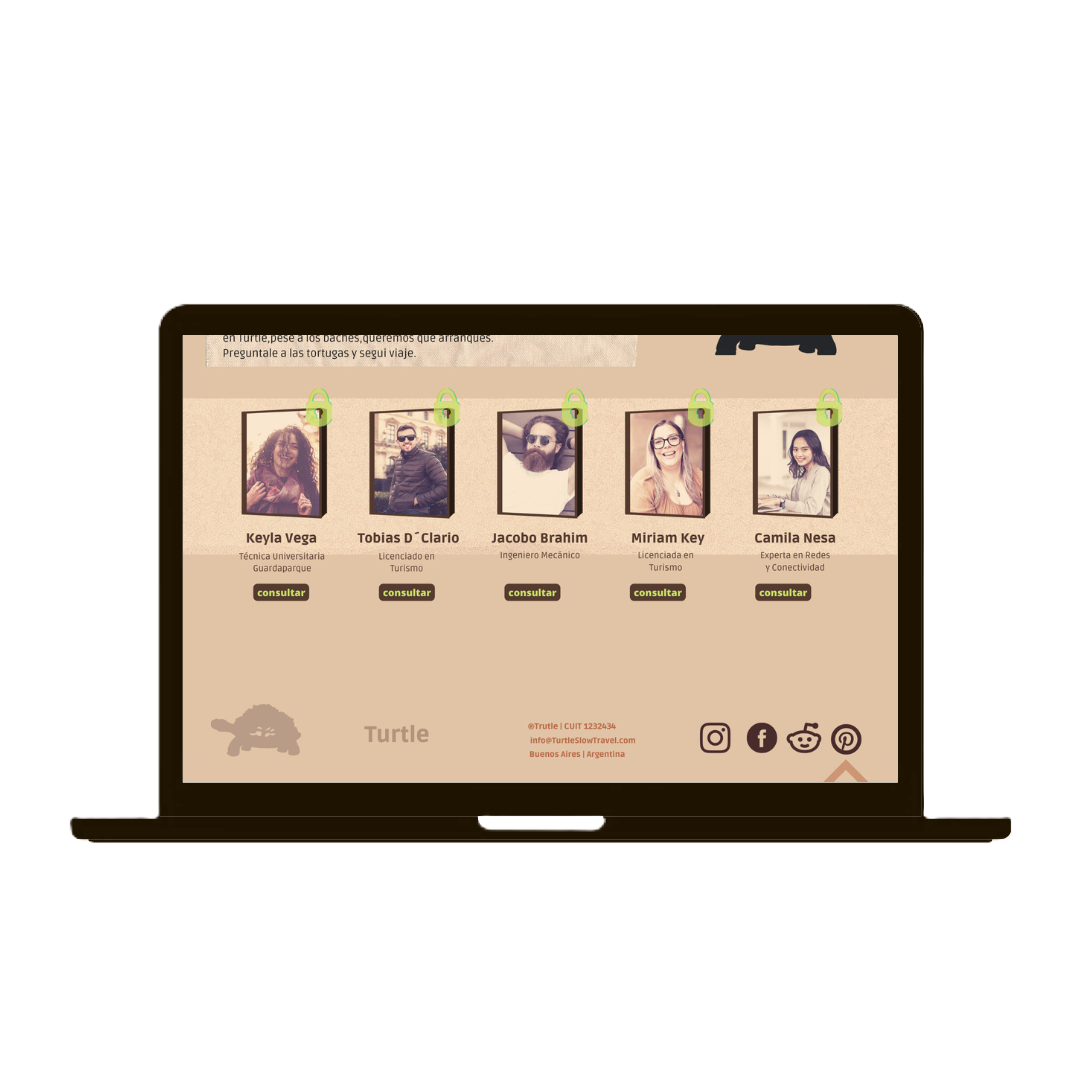 en Turtle,pese a los baches,queremos que arranques.
Preguntale a las tortugas y segui viaje.
Keyla Vega
Técnica Universitaria
Guardaparque
consultar
Tobias D´Clario
Licenciado en
Turismo
consultar
Jacobo Brahim
Ingeniero Mecánico
consultar
Miriam Key
Licenciada en
Turismo
consultar
Camila Nesa
Experta en Redes
y Conectividad
consultar
Turtle
©Trutle | CUIT 1232434
info@TurtleSlowTravel.com
Buenos Aires | Argentina